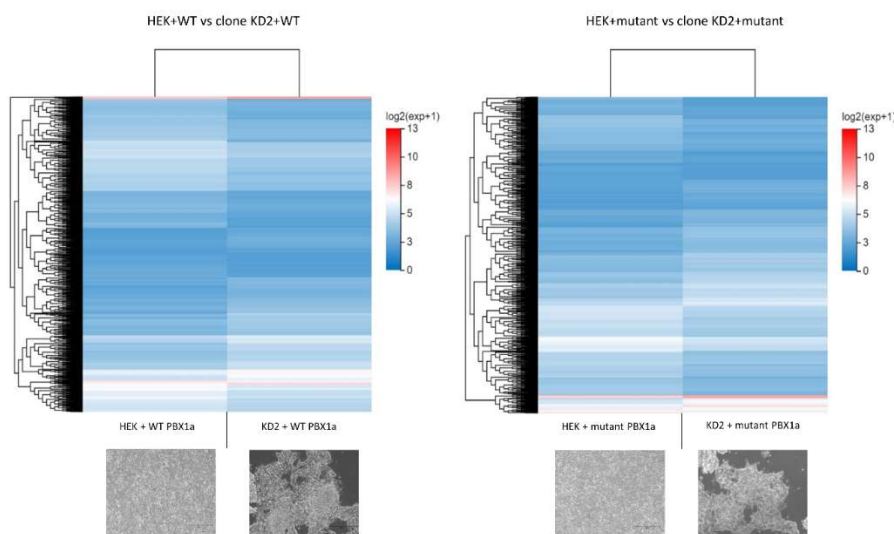 HEK+WT vs clone KD2+WT
HEK+mutant vs clone KD2+mutant
log2(exp+1)
13
10
8
5
3
0
log2(exp+1)
13
10
8
5
3
0
HEK + WT PBX1a
KD2 + WT PBX1a
HEK + mutant PBX1a
KD2 + mutant PBX1a